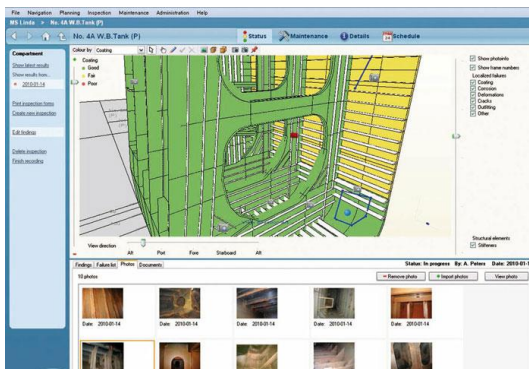 File Navigation Planning Inspection Maintenance Administration Help
MS Linda > No. 4A W.B.Tank (P)
No. 4A W.B.Tank (P)
Status Maintenance Details Schedule
Compartment
Show latest results
Show results from...
2010-01-14
Print inspection forms
Create new inspection
Edit findings
Delete inspection
Finish recording
Colour by Coating
Coating
Good
Fair
Poor
Show photoinfo
Show frame numbers
Localized failures
Coating
Corrosion
Deformations
Cracks
Outfitting
Other
Structural elements
Stiffeners
View direction
Aft Port Fore Starboard Aft
Findings Failure list Photos Documents
Status: In progress By: A. Peters Date: 2010-01-1
10 photos
Remove photo Import photos View photo
Date: 2010-01-14 Date: 2010-01-14 Date: 2010-01-14 Date: 2010-01-14 Date: 2010-01-14